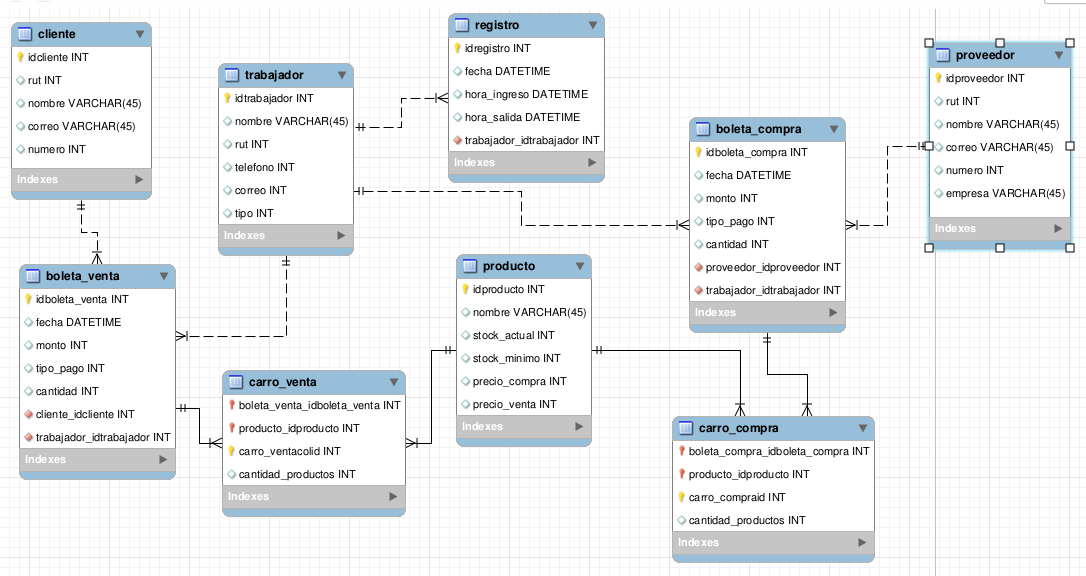 cliente
idcliente INT
rut INT
nombre VARCHAR(45)
correo VARCHAR(45)
numero INT
Indexes
trabajador
idtrabajador INT
nombre VARCHAR(45)
rut INT
telefono INT
correo INT
tipo INT
Indexes
registro
idregistro INT
fecha DATETIME
hora_ingreso DATETIME
hora_salida DATETIME
trabajador_idtrabajador INT
Indexes
boleta_compra
idboleta_compra INT
fecha DATETIME
monto INT
tipo_pago INT
cantidad INT
proveedor_idproveedor INT
trabajador_idtrabajador INT
Indexes
proveedor
idproveedor INT
rut INT
nombre VARCHAR(45)
correo VARCHAR(45)
numero INT
empresa VARCHAR(45)
Indexes
boleta_venta
idboleta_venta INT
fecha DATETIME
monto INT
tipo_pago INT
cantidad INT
cliente_idcliente INT
trabajador_idtrabajador INT
Indexes
carro_venta
boleta_venta_idboleta_venta INT
producto_idproducto INT
carro_ventacolid INT
cantidad_productos INT
Indexes
producto
idproducto INT
nombre VARCHAR(45)
stock_actual INT
stock_minimo INT
precio_compra INT
precio_venta INT
Indexes
carro_compra
boleta_compra_idboleta_compra INT
producto_idproducto INT
carro_compraid INT
cantidad_productos INT
Indexes